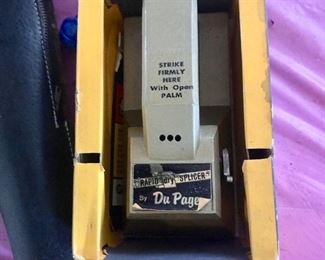 STRIKE
FIRMLY
HERE
With Open
PALM
SPLICER
By Du Page